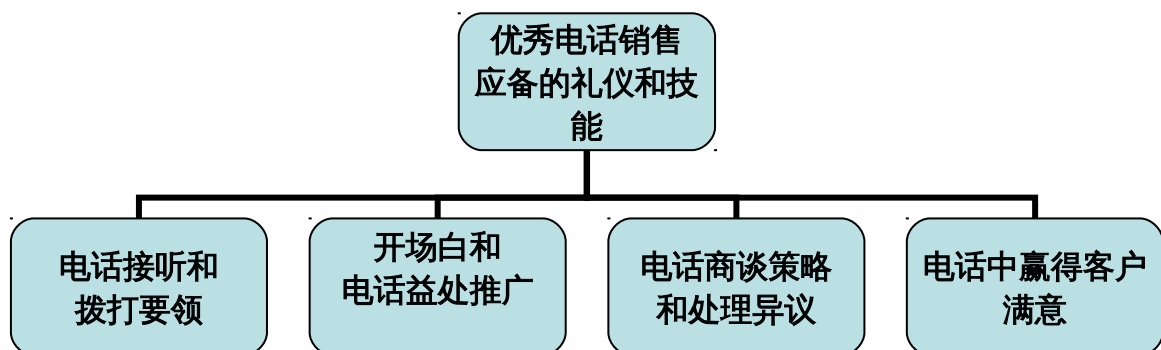 优秀电话销售
应备的礼仪和技
能
电话接听和
拨打要领
开场白和
电话益处推广
电话商谈策略
和处理异议
电话中赢得客户
满意